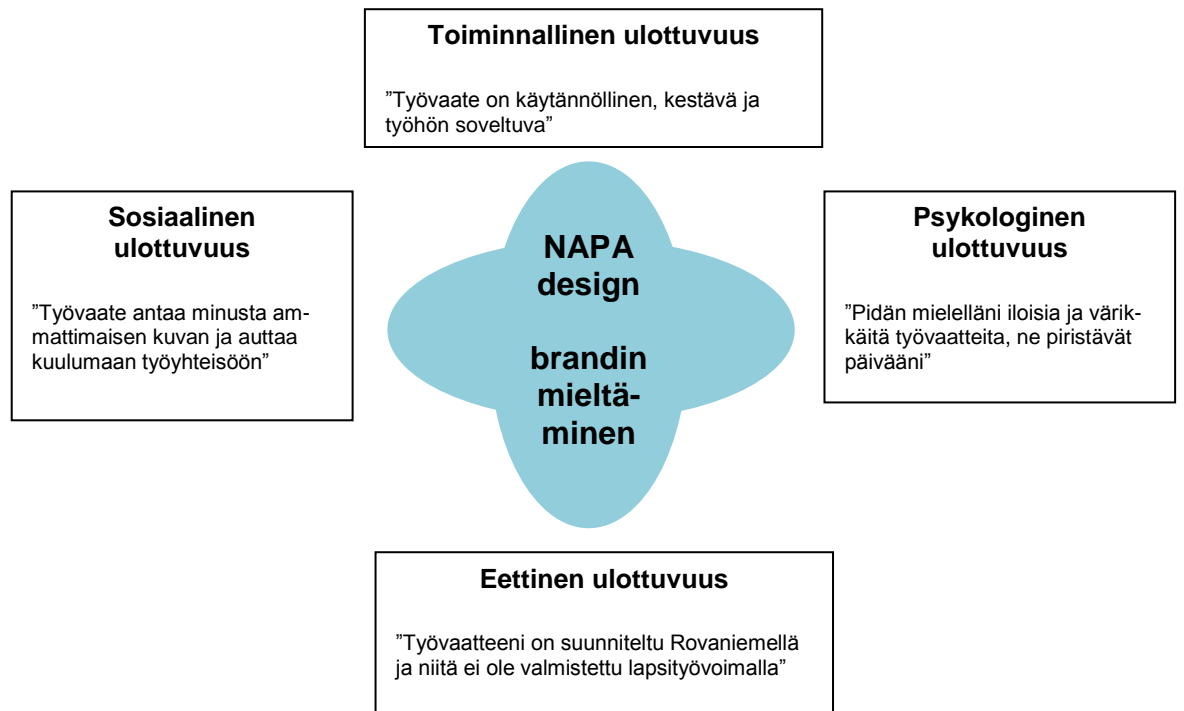 Toiminnallinen ulottuvuus
”Työvaate on käytännöllinen, kestävä ja
työhön soveltuva”
Sosiaalinen
ulottuvuus
”Työvaate antaa minusta am-
mattimaisen kuvan ja auttaa
kuulumaan työyhteisöön”
NAPA
design
brandin
mieltä-
minen
Psykologinen
ulottuvuus
”Pidän mielelläni iloisia ja värik-
käitä työvaatteita, ne piristävät
päivääni”
Eettinen ulottuvuus
”Työvaatteeni on suunniteltu Rovaniemellä
ja niitä ei ole valmistettu lapsityövoimalla”